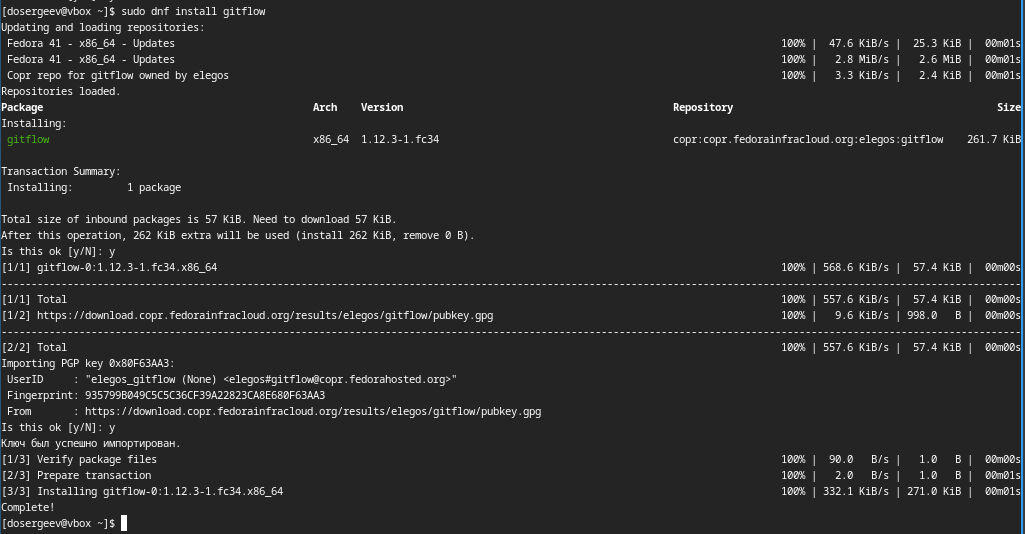 [dosergeev@vbox ~]$ sudo dnf install gitflow
Updating and loading repositories:
 Fedora 41 - x86_64 - Updates 100% | 47.6 KiB/s | 25.3 KiB | 00m01s
 Fedora 41 - x86_64 - Updates 100% | 2.8 MiB/s | 2.6 MiB | 00m01s
 Copr repo for gitflow owned by elegos 100% | 3.3 KiB/s | 2.4 KiB | 00m01s
Repositories loaded.
Package Arch Version Repository Size
Installing:
 gitflow x86_64 1.12.3-1.fc34 copr:copr.fedorainfracloud.org:elegos:gitflow 261.7 KiB
Transaction Summary:
 Installing: 1 package
Total size of inbound packages is 57 KiB. Need to download 57 KiB.
After this operation, 262 KiB extra will be used (install 262 KiB, remove 0 B).
Is this ok [y/N]: y
[1/1] gitflow-0:1.12.3-1.fc34.x86_64 100% | 568.6 KiB/s | 57.4 KiB | 00m00s
[1/1] Total 100% | 557.6 KiB/s | 57.4 KiB | 00m00s
[1/2] https://download.copr.fedorainfracloud.org/results/elegos/gitflow/pubkey.gpg 100% | 9.6 KiB/s | 998.0 B | 00m00s
[2/2] Total 100% | 557.6 KiB/s | 57.4 KiB | 00m00s
Importing PGP key 0x80F63AA3:
 UserID : "elegos_gitflow (None) <elegos#gitflow@copr.fedorahosted.org>"
 Fingerprint: 935799B049C5C5C36CF39A22823CA8E680F63AA3
 From : https://download.copr.fedorainfracloud.org/results/elegos/gitflow/pubkey.gpg
Is this ok [y/N]: y
Ключ был успешно импортирован.
[1/3] Verify package files 100% | 90.0 B/s | 1.0 B | 00m00s
[2/3] Prepare transaction 100% | 2.0 B/s | 1.0 B | 00m01s
[3/3] Installing gitflow-0:1.12.3-1.fc34.x86_64 100% | 332.1 KiB/s | 271.0 KiB | 00m01s
Complete!
[dosergeev@vbox ~]$